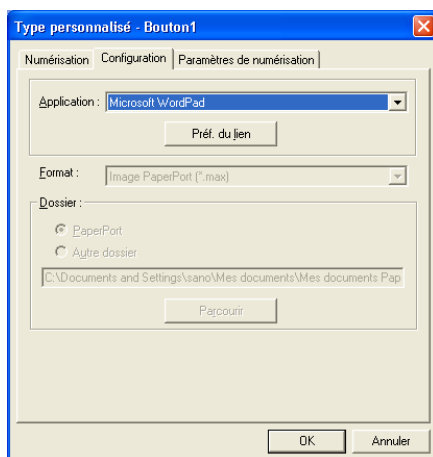 Type personnalisé - Bouton1
Numérisation Configuration Paramètres de numérisation
Application : Microsoft WordPad
Préf. du lien
Format : Image PaperPort (*.max)
Dossier :
PaperPort
Autre dossier
C:\Documents and Settings\sano\Mes documents\Mes documents Pap
Parcourir
OK Annuler